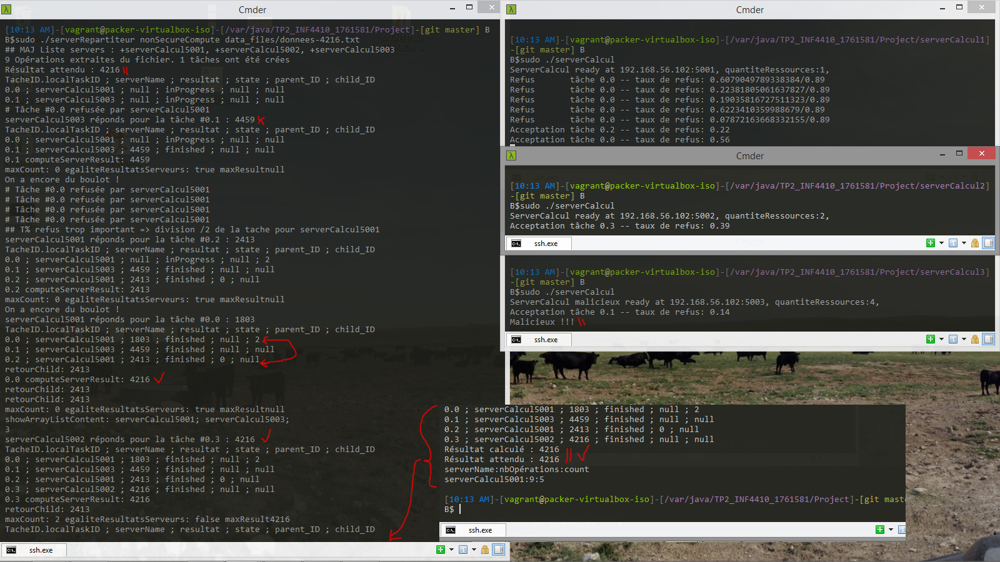 Cmder
[10:13 AM]-[vagrant@packer-virtualbox-iso]-[/var/java/TP2_INF4410_1761581/Project]-[git master] B
B$sudo ./serverRepartiteur nonSecureCompute data_files/donnees-4216.txt
## MAJ Liste servers : +serverCalcul5001, +serverCalcul5002, +serverCalcul5003
9 Opérations extraites du fichier. 1 tâches ont été crées
Résultat attendu : 4216
TacheID.localTaskID ; serverName ; resultat ; state ; parent_ID ; child_ID
0.0 ; serverCalcul5001 ; null ; inProgress ; null ; null
0.1 ; serverCalcul5003 ; null ; inProgress ; null ; null
# Tâche #0.0 refusée par serverCalcul5001
serverCalcul5003 réponds pour la tâche #0.1 : 4459
TacheID.localTaskID ; serverName ; resultat ; state ; parent_ID ; child_ID
0.0 ; serverCalcul5001 ; null ; inProgress ; null ; null
0.1 ; serverCalcul5003 ; 4459 ; finished ; null ; null
0.1 computeServerResult: 4459
maxCount: 0 egaliteResultatsServeurs: true maxResultnull
On a encore du boulot !
# Tâche #0.0 refusée par serverCalcul5001
# Tâche #0.0 refusée par serverCalcul5001
# Tâche #0.0 refusée par serverCalcul5001
# Tâche #0.0 refusée par serverCalcul5001
## T% refus trop important => division /2 de la tache pour serverCalcul5001
serverCalcul5001 réponds pour la tâche #0.2 : 2413
TacheID.localTaskID ; serverName ; resultat ; state ; parent_ID ; child_ID
0.0 ; serverCalcul5001 ; null ; inProgress ; null ; 2
0.1 ; serverCalcul5003 ; 4459 ; finished ; null ; null
0.2 ; serverCalcul5001 ; 2413 ; finished ; 0 ; null
0.2 computeServerResult: 2413
maxCount: 0 egaliteResultatsServeurs: true maxResultnull
On a encore du boulot !
serverCalcul5001 réponds pour la tâche #0.0 : 1803
TacheID.localTaskID ; serverName ; resultat ; state ; parent_ID ; child_ID
0.0 ; serverCalcul5001 ; 1803 ; finished ; null ; 2
0.1 ; serverCalcul5003 ; 4459 ; finished ; null ; null
0.2 ; serverCalcul5001 ; 2413 ; finished ; 0 ; null
retourChild: 2413
0.0 computeServerResult: 4216
retourChild: 2413
retourChild: 2413
maxCount: 0 egaliteResultatsServeurs: true maxResultnull
showArrayListContent: serverCalcul5001; serverCalcul5003;
3
serverCalcul5002 réponds pour la tâche #0.3 : 4216
TacheID.localTaskID ; serverName ; resultat ; state ; parent_ID ; child_ID
0.0 ; serverCalcul5001 ; 1803 ; finished ; null ; 2
0.1 ; serverCalcul5003 ; 4459 ; finished ; null ; null
0.2 ; serverCalcul5001 ; 2413 ; finished ; 0 ; null
0.3 ; serverCalcul5002 ; 4216 ; finished ; null ; null
0.3 computeServerResult: 4216
retourChild: 2413
maxCount: 2 egaliteResultatsServeurs: false maxResult4216
TacheID.localTaskID ; serverName ; resultat ; state ; parent_ID ; child_ID
ssh.exe
Cmder
[10:13 AM]-[vagrant@packer-virtualbox-iso]-[/var/java/TP2_INF4410_1761581/Project/serverCalcul1]
-[git master] B
B$sudo ./serverCalcul
ServerCalcul ready at 192.168.56.102:5001, quantiteRessources:1,
Refus tâche 0.0 -- taux de refus: 0.6079049789338384/0.89
Refus tâche 0.0 -- taux de refus: 0.22381805061637827/0.89
Refus tâche 0.0 -- taux de refus: 0.19035816727511323/0.89
Refus tâche 0.0 -- taux de refus: 0.6223410359988679/0.89
Refus tâche 0.0 -- taux de refus: 0.07872163668332155/0.89
Acceptation tâche 0.2 -- taux de refus: 0.22
Acceptation tâche 0.0 -- taux de refus: 0.56
Cmder
[10:13 AM]-[vagrant@packer-virtualbox-iso]-[/var/java/TP2_INF4410_1761581/Project/serverCalcul2]
-[git master] B
B$sudo ./serverCalcul
ServerCalcul ready at 192.168.56.102:5002, quantiteRessources:2,
Acceptation tâche 0.3 -- taux de refus: 0.39
ssh.exe
[10:13 AM]-[vagrant@packer-virtualbox-iso]-[/var/java/TP2_INF4410_1761581/Project/serverCalcul3]
-[git master] B
B$sudo ./serverCalcul
ServerCalcul malicieux ready at 192.168.56.102:5003, quantiteRessources:4,
Acceptation tâche 0.1 -- taux de refus: 0.14
Malicieux !!!
ssh.exe
0.0 ; serverCalcul5001 ; 1803 ; finished ; null ; 2
0.1 ; serverCalcul5003 ; 4459 ; finished ; null ; null
0.2 ; serverCalcul5001 ; 2413 ; finished ; 0 ; null
0.3 ; serverCalcul5002 ; 4216 ; finished ; null ; null
Résultat calculé : 4216
Résultat attendu : 4216
serverName:nbOpérations:count
serverCalcul5001:9:5
[10:13 AM]-[vagrant@packer-virtualbox-iso]-[/var/java/TP2_INF4410_1761581/Project]-[git mast
B$
ssh.exe